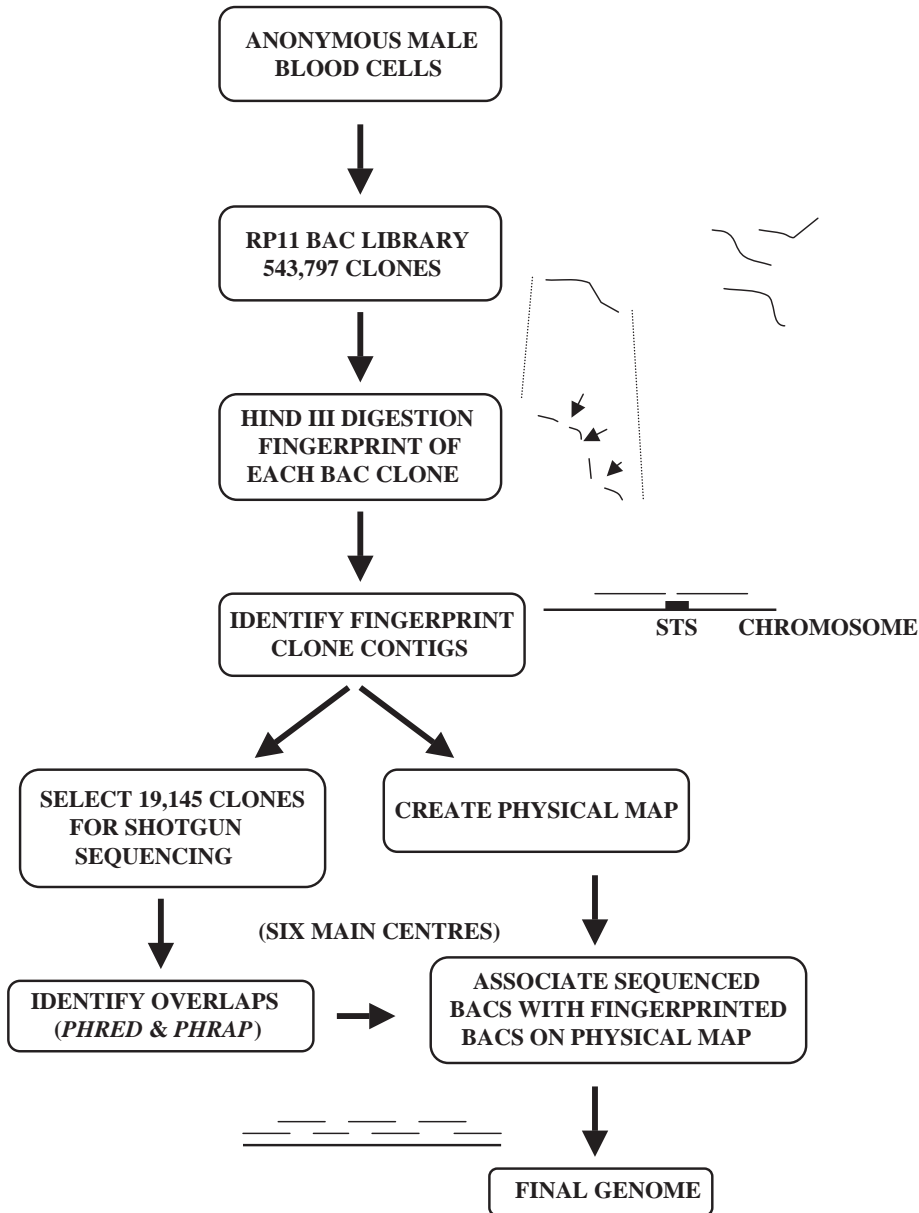 ANONYMOUS MALE
BLOOD CELLS
RP11 BAC LIBRARY
543,797 CLONES
HIND III DIGESTION
FINGERPRINT OF
EACH BAC CLONE
IDENTIFY FINGERPRINT
CLONE CONTIGS
STS
CHROMOSOME
SELECT 19,145 CLONES
FOR SHOTGUN
SEQUENCING
CREATE PHYSICAL MAP
(SIX MAIN CENTRES)
IDENTIFY OVERLAPS
(PHRED & PHRAP)
ASSOCIATE SEQUENCED
BACS WITH FINGERPRINTED
BACS ON PHYSICAL MAP
FINAL GENOME